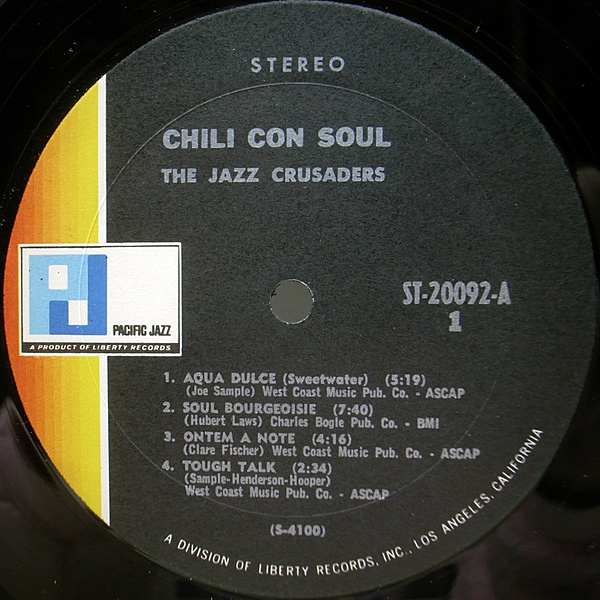 STEREO
CHILI CON SOUL
THE JAZZ CRUSADERS
ST-20092-A
1
PJ
PACIFIC JAZZ
A PRODUCT OF LIBERTY RECORDS
1. AQUA DULCE (Sweetwater) (5:19)
(Joe Sample) West Coast Music Pub. Co. - ASCAP
2. SOUL BOURGEOISIE (7:40)
(Hubert Laws) Charles Bogle Pub. Co. - BMI
3. ONTEM A NOTE (4:16)
(Clare Fischer) West Coast Music Pub. Co. - ASCAP
4. TOUGH TALK (2:34)
(Sample-Henderson-Hooper)
West Coast Music Pub. Co. - ASCAP
(S-4100)
A DIVISION OF LIBERTY RECORDS, INC., LOS ANGELES, CALIFORNIA